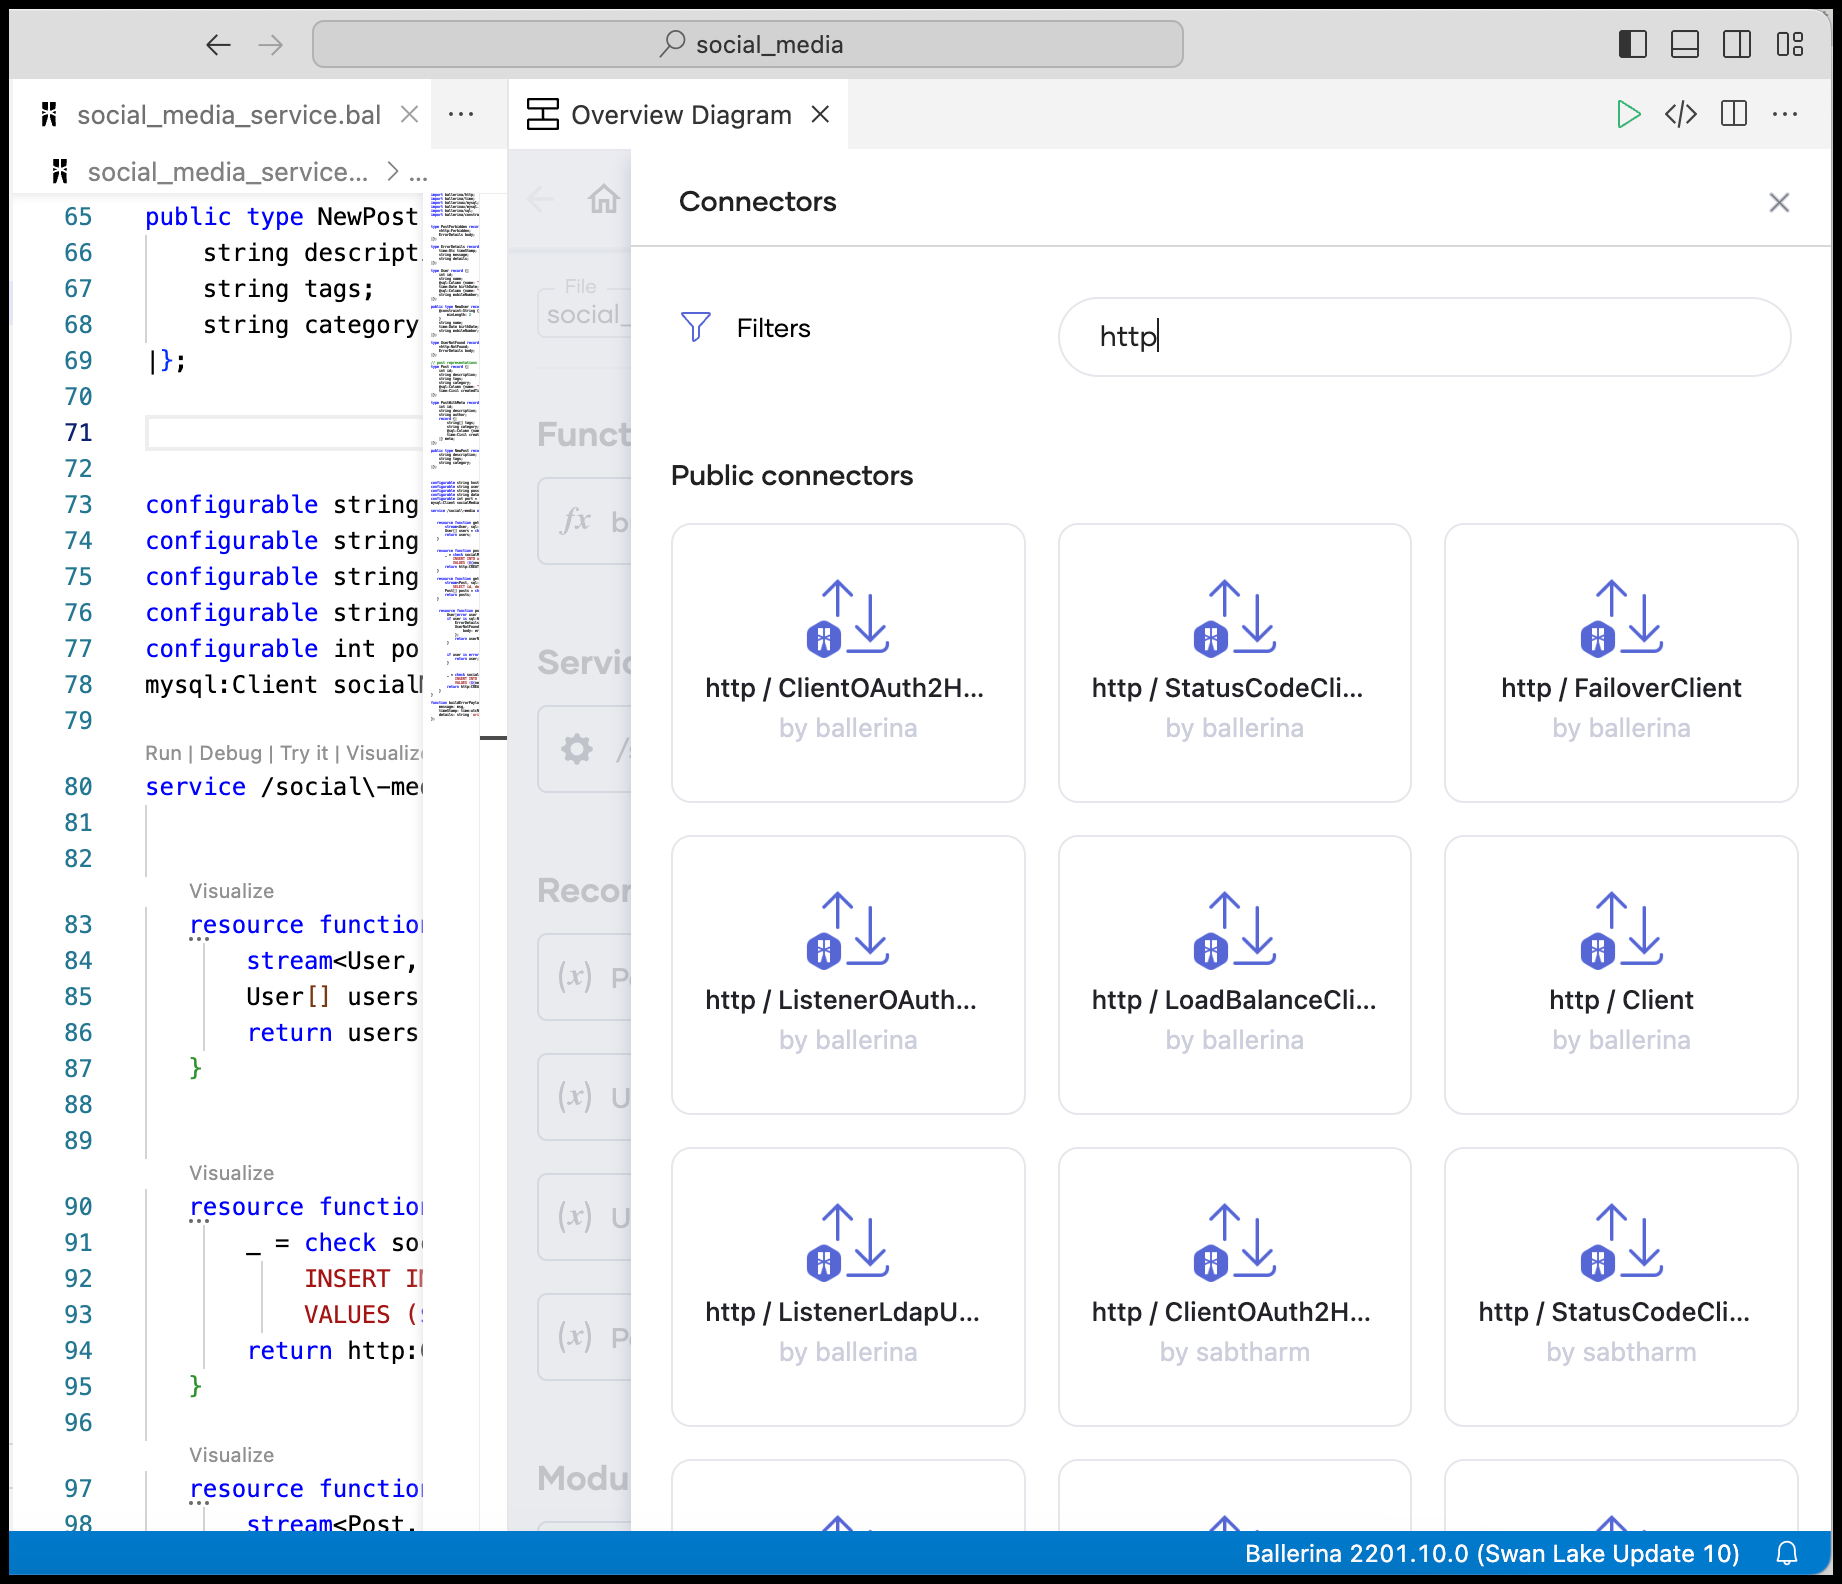 social_media
social_media_service.bal
Overview Diagram
social_media_service... > ...
65 public type NewPost
66 string descript
67 string tags;
68 string category
69 |};
70
71
72
73 configurable string
74 configurable string
75 configurable string
76 configurable string
77 configurable int po
78 mysql:Client social
79
Run | Debug | Try it | Visualize
80 service /social\-me
81
82
Visualize
83 resource function
84 stream<User,
85 User[] users
86 return users
87 }
88
89
Visualize
90 resource function
91 _ = check so
92 INSERT IN
93 VALUES (
94 return http:
95 }
96
Visualize
97 resource function
98 stream<Post,
File
social_
Funct
fx b
Servic
/s
Recor
(x) P
(x) U
(x) U
(x) P
Modu
Connectors
Filters
http
Public connectors
http / ClientOAuth2H...
by ballerina
http / StatusCodeCli...
by ballerina
http / FailoverClient
by ballerina
http / ListenerOAuth...
by ballerina
http / LoadBalanceCli...
by ballerina
http / Client
by ballerina
http / ListenerLdapU...
by ballerina
http / ClientOAuth2H...
by sabtharm
http / StatusCodeCli...
by sabtharm
Ballerina 2201.10.0 (Swan Lake Update 10)